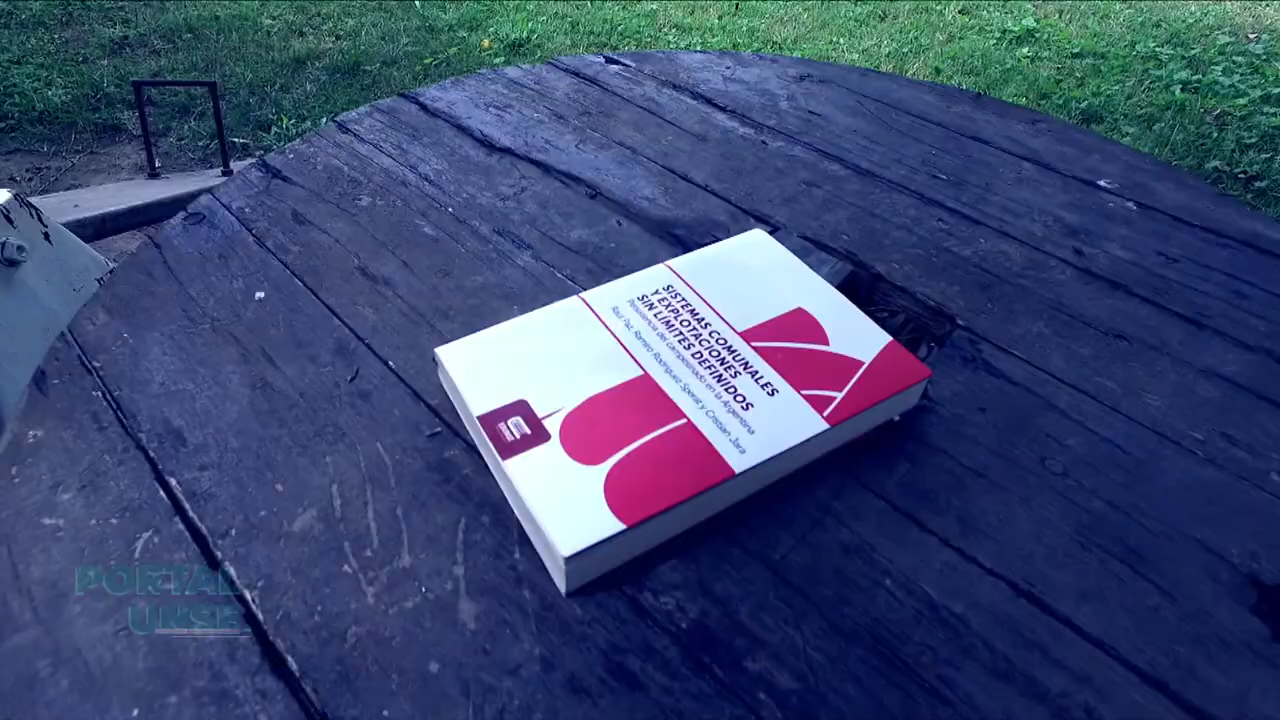 SISTEMAS COMUNALES
Y EXPLOTACIONES
SIN LÍMITES DEFINIDOS
Persistencia del campesinado en la Argentina
Raúl Paz, Ramiro Rodríguez Sperat y Cristian Jara
PORTAL
UNSE